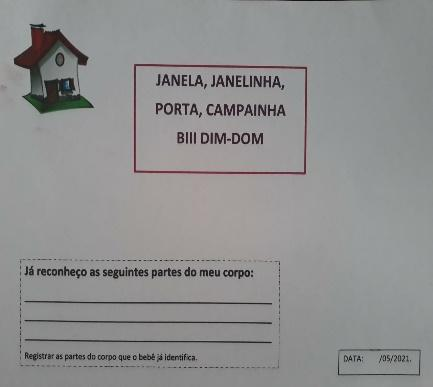 JANELA, JANELINHA,
PORTA, CAMPAINHA
BIII DIM-DOM
Já reconheço as seguintes partes do meu corpo:
Registrar as partes do corpo que o bebê já identifica.
DATA: /05/2021.